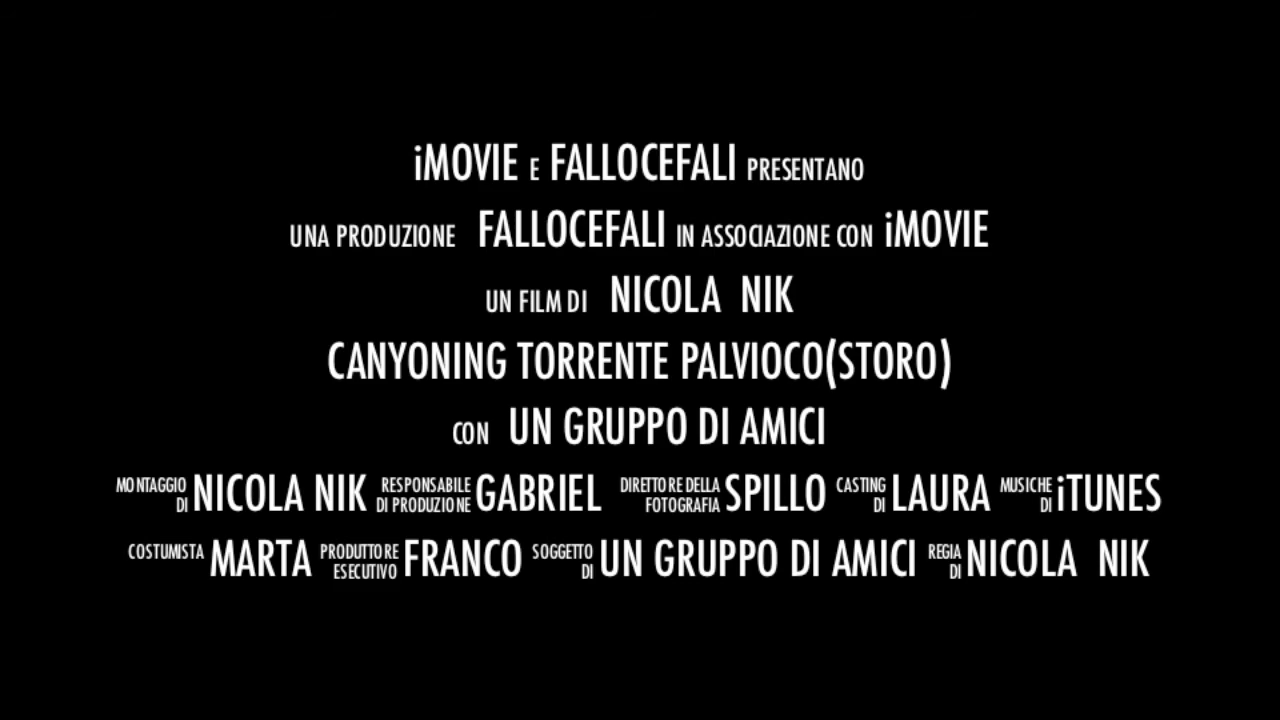 iMOVIE E FALLOCEFALI PRESENTANO
UNA PRODUZIONE FALLOCEFALI IN ASSOCIAZIONE CON iMOVIE
UN FILM DI NICOLA NIK
CANYONING TORRENTE PALVIOCO(STORO)
CON UN GRUPPO DI AMICI
MONTAGGIO DI NICOLA NIK RESPONSABILE DI PRODUZIONE GABRIEL DIRETTORE DELLA FOTOGRAFIA SPILLO CASTING DI LAURA MUSICHE DI iTUNES
COSTUMISTA MARTA PRODUTTORE ESECUTIVO FRANCO SOGGETTO DI UN GRUPPO DI AMICI REGIA DI NICOLA NIK